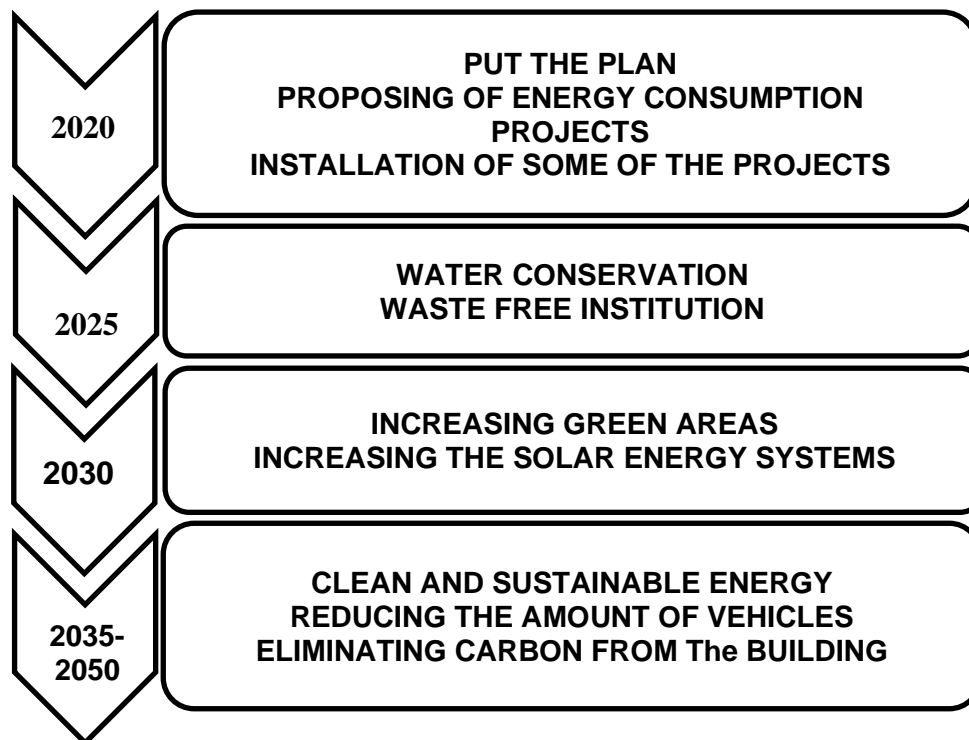 2020
PUT THE PLAN
PROPOSING OF ENERGY CONSUMPTION
PROJECTS
INSTALLATION OF SOME OF THE PROJECTS
2025
WATER CONSERVATION
WASTE FREE INSTITUTION
2030
INCREASING GREEN AREAS
INCREASING THE SOLAR ENERGY SYSTEMS
2035-
2050
CLEAN AND SUSTAINABLE ENERGY
REDUCING THE AMOUNT OF VEHICLES
ELIMINATING CARBON FROM The BUILDING